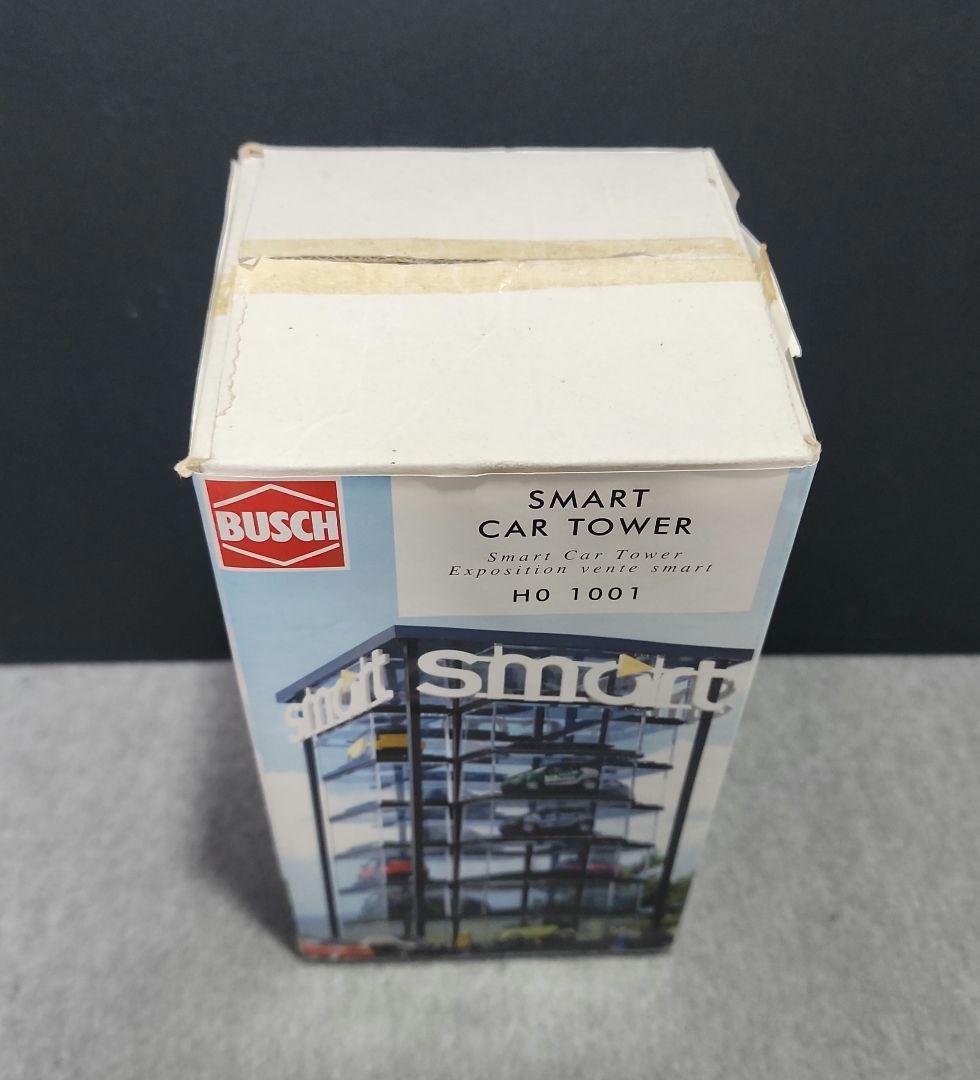 BUSCH
SMART
CAR TOWER
Smart Car Tower
Exposition vente smart
H0 1001
smart
smart